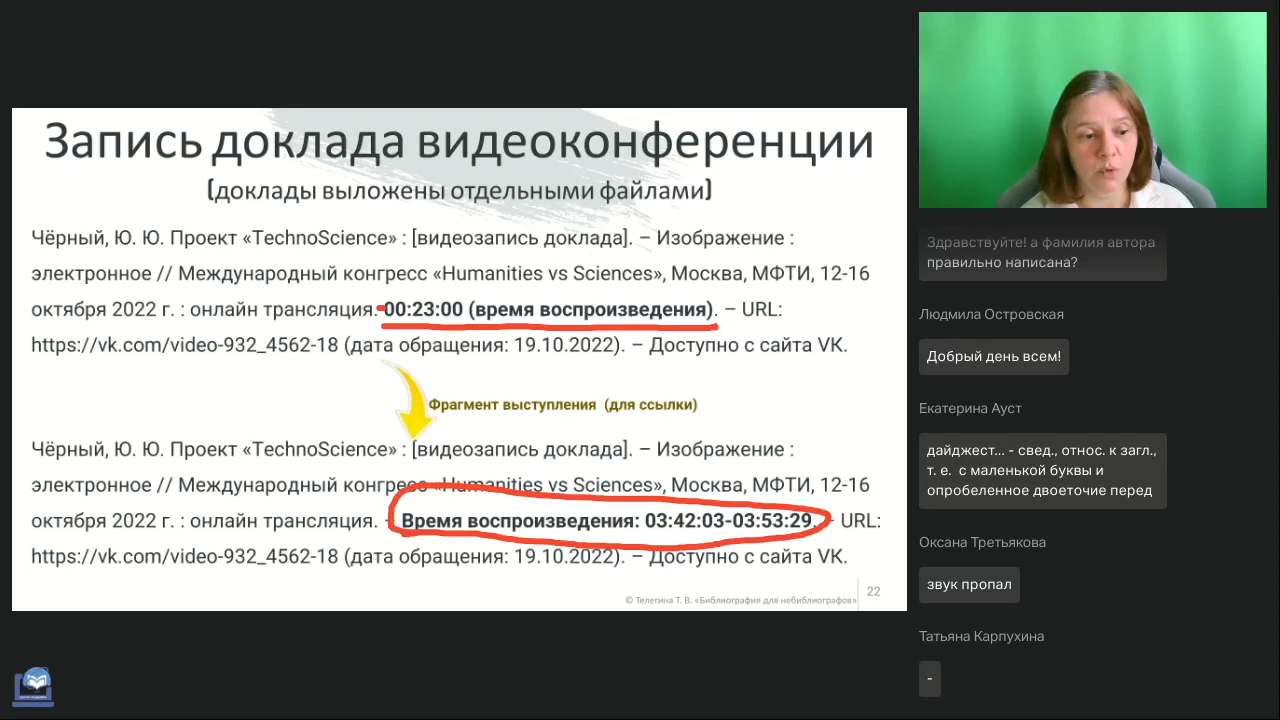 Запись доклада видеоконференции
(доклады выложены отдельными файлами)
Чёрный, Ю. Ю. Проект «TechnoScience» : [видеозапись доклада]. – Изображение :
электронное // Международный конгресс «Humanities vs Sciences», Москва, МФТИ, 12-16
октября 2022 г. : онлайн трансляция. 00:23:00 (время воспроизведения). – URL:
https://vk.com/video-932_4562-18 (дата обращения: 19.10.2022). – Доступно с сайта VK.
Фрагмент выступления (для ссылки)
Чёрный, Ю. Ю. Проект «TechnoScience» : [видеозапись доклада]. – Изображение :
электронное // Международный конгресс «Humanities vs Sciences», Москва, МФТИ, 12-16
октября 2022 г. : онлайн трансляция. – Время воспроизведения: 03:42:03-03:53:29. – URL:
https://vk.com/video-932_4562-18 (дата обращения: 19.10.2022). – Доступно с сайта VK.
© Телегина Т. В. «Библиография для небиблиографов»
22
Здравствуйте! а фамилия автора
правильно написана?
Людмила Островская
Добрый день всем!
Екатерина Ауст
дайджест... - свед., относ. к загл.,
т. е. с маленькой буквы и
опробеленное двоеточие перед
Оксана Третьякова
звук пропал
Татьяна Карпухина
-